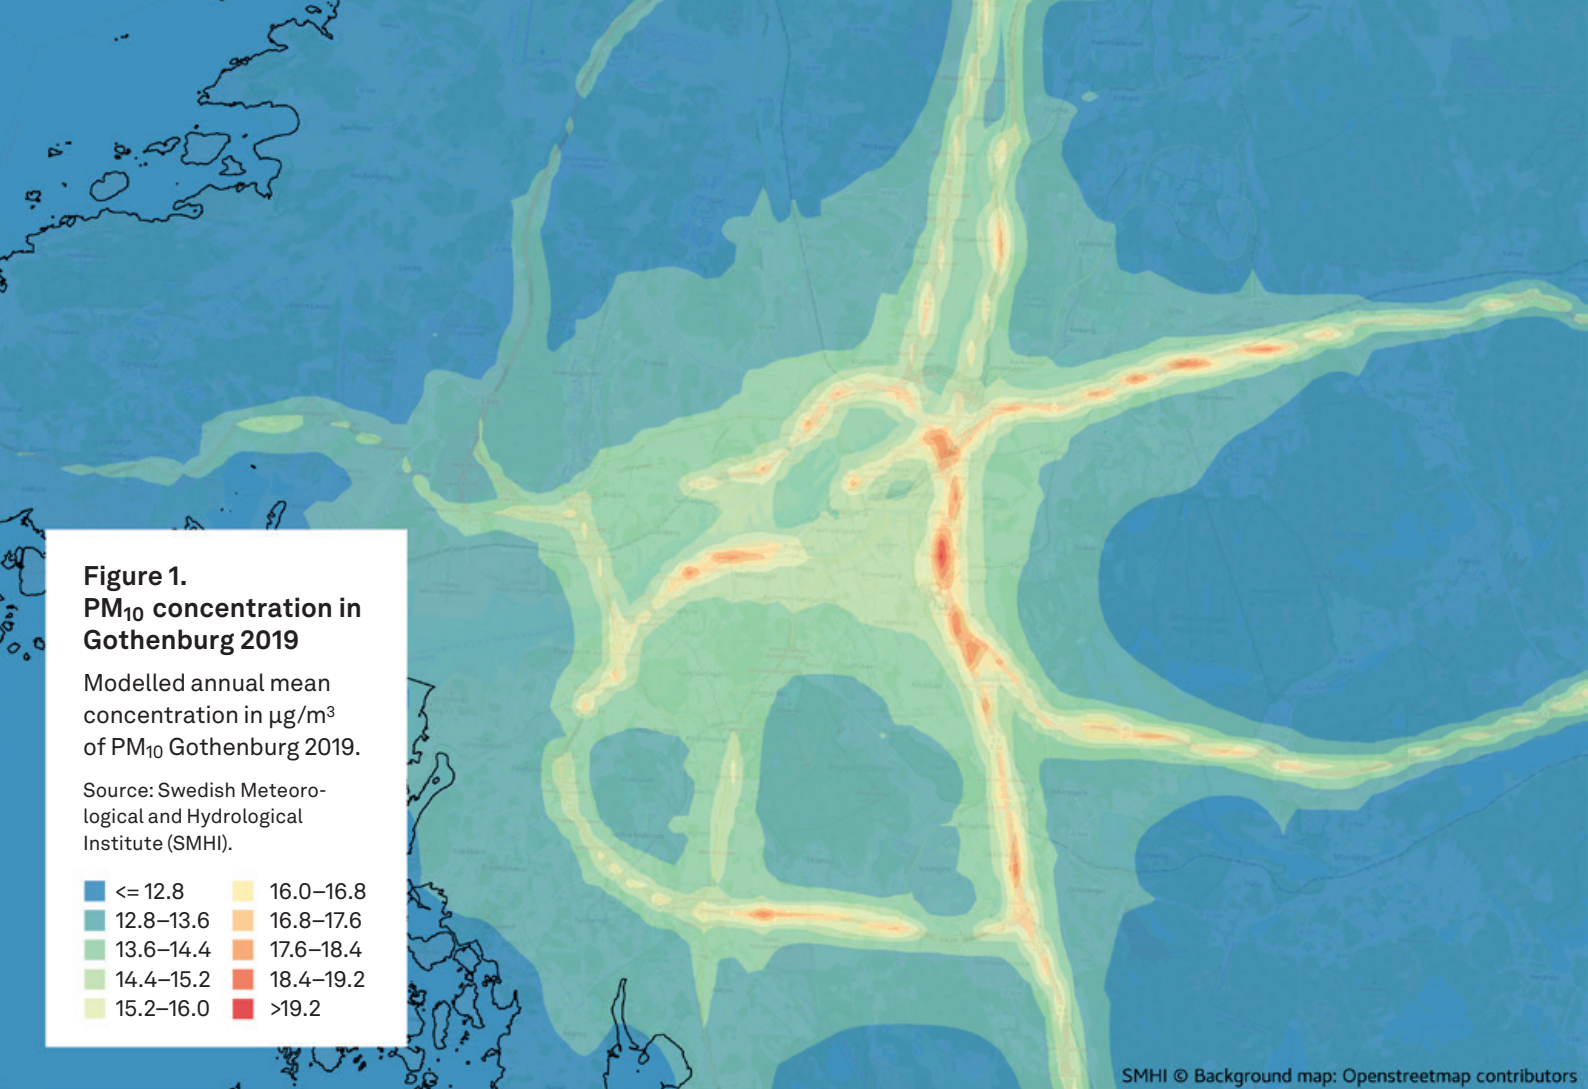 Figure 1.
PM₁₀ concentration in
Gothenburg 2019
Modelled annual mean
concentration in µg/m³
of PM₁₀ Gothenburg 2019.
Source: Swedish Meteoro-
logical and Hydrological
Institute (SMHI).
<= 12.8
12.8–13.6
13.6–14.4
14.4–15.2
15.2–16.0
16.0–16.8
16.8–17.6
17.6–18.4
18.4–19.2
>19.2
SMHI © Background map: Openstreetmap contributors